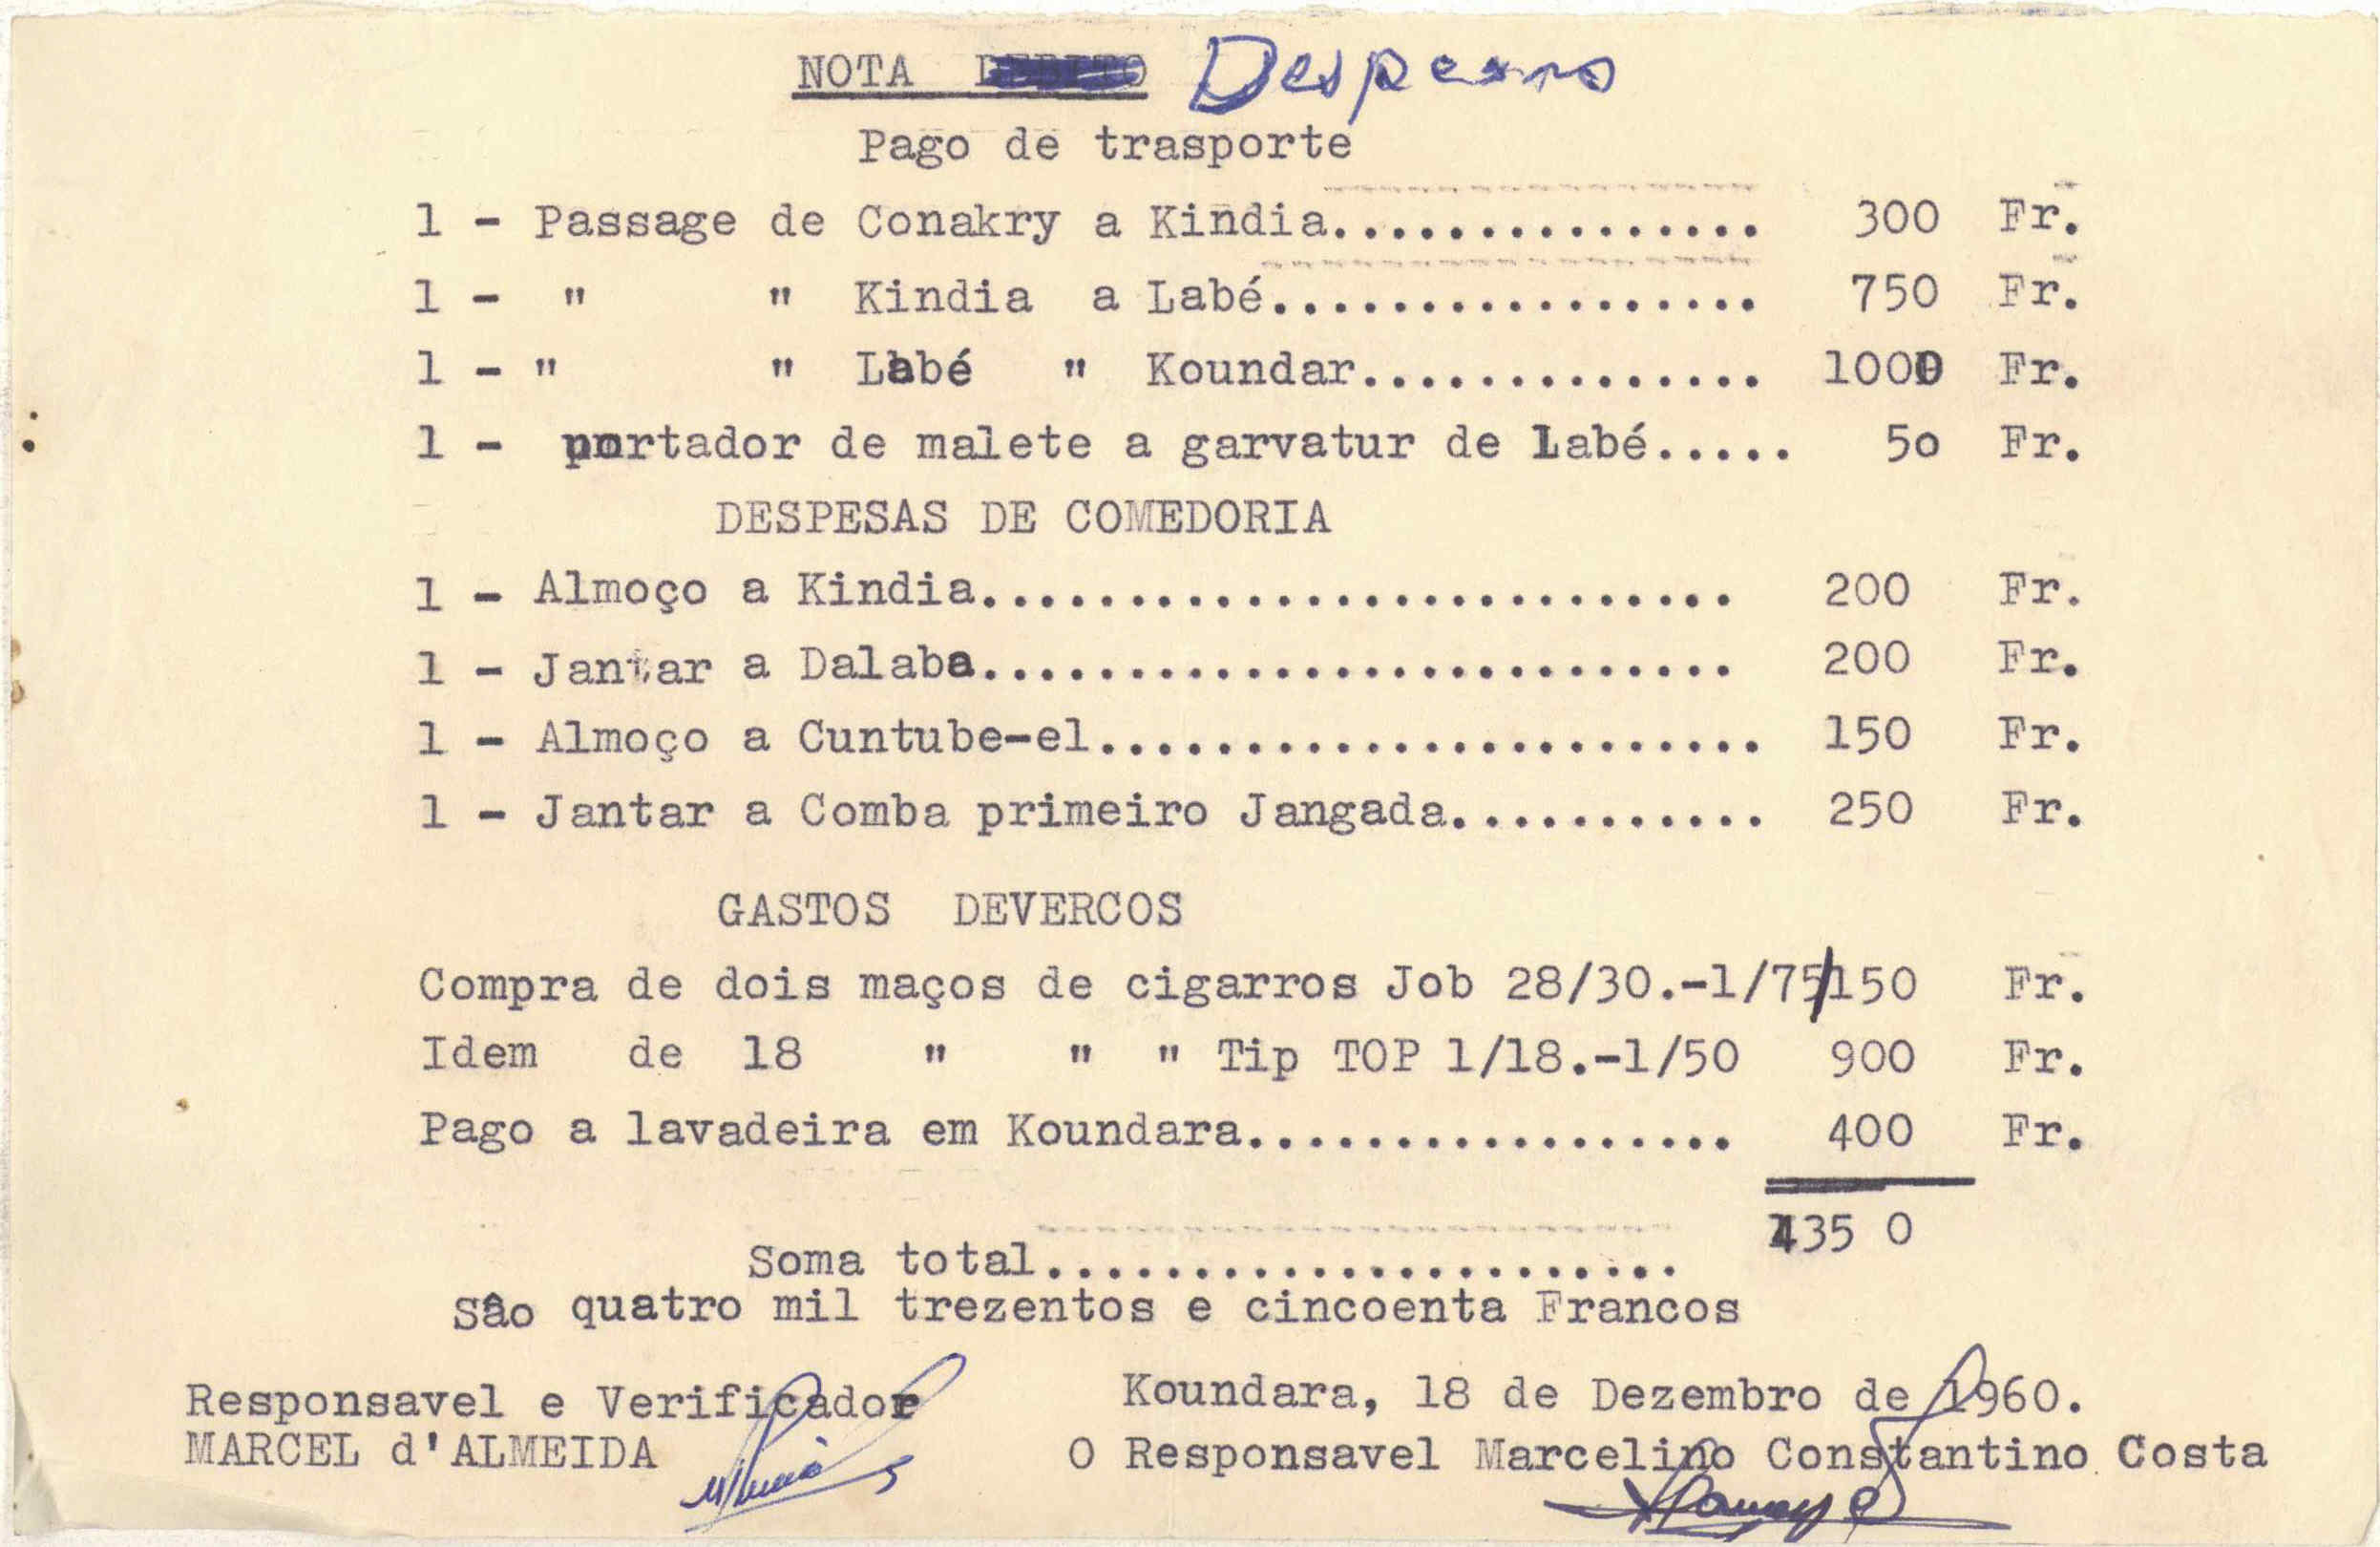 NOTA Despesas
Pago de trasporte
1 - Passage de Conakry a Kindia............... 300 Fr.
1 - " " Kindia a Labé................. 750 Fr.
1 - " " Labé " Koundar.............. 1000 Fr.
1 - portador de malete a garvatur de Labé..... 50 Fr.
DESPESAS DE COMEDORIA
1 - Almoço a Kindia.......................... 200 Fr.
1 - Jantar a Dalaba.......................... 200 Fr.
1 - Almoço a Cuntube-el....................... 150 Fr.
1 - Jantar a Comba primeiro Jangada........... 250 Fr.
GASTOS DEVERCOS
Compra de dois maços de cigarros Job 28/30.-1/75/150 Fr.
Idem de 18 " " " Tip TOP 1/18.-1/50 900 Fr.
Pago a lavadeira em Koundara................. 400 Fr.
435 0
Soma total......................
Sâo quatro mil trezentos e cincoenta Francos
Responsavel e Verificador Koundara, 18 de Dezembro de 1960.
MARCEL d'ALMEIDA O Responsavel Marcelino Constantino Costa